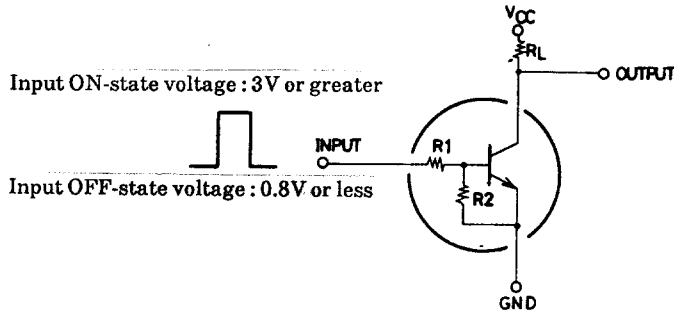 VCC
RL
OUTPUT
Input ON-state voltage : 3V or greater
INPUT
R1
R2
Input OFF-state voltage : 0.8V or less
GND